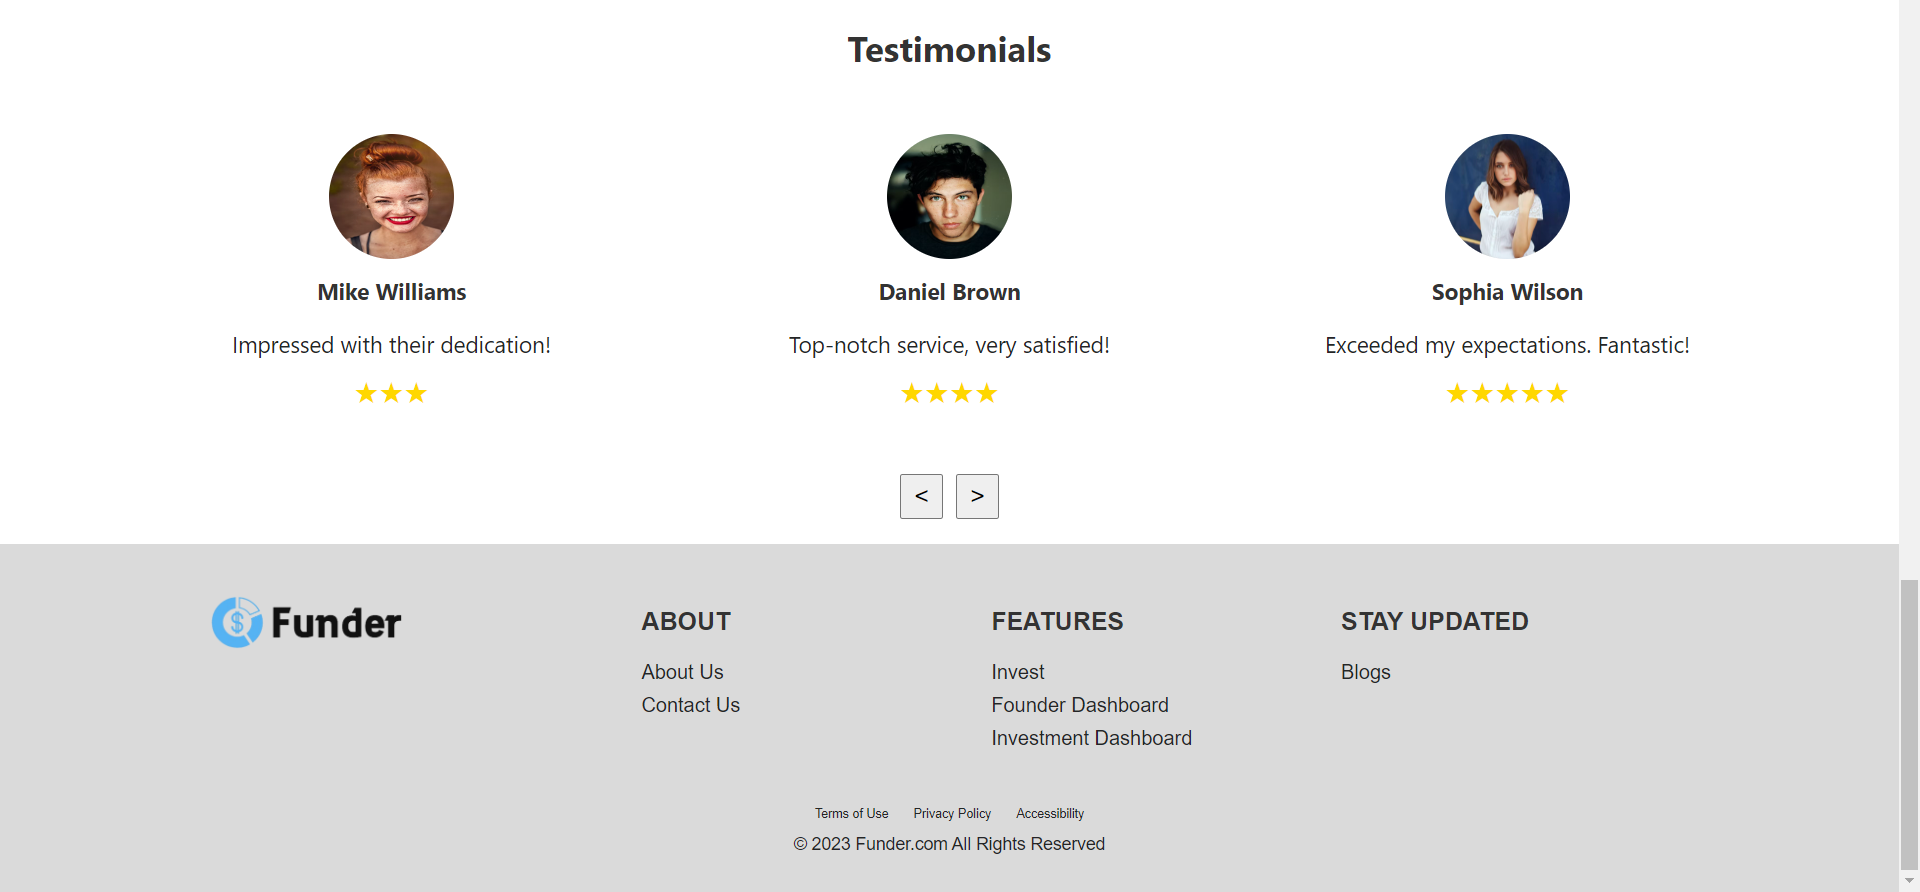 Testimonials
Mike Williams
Impressed with their dedication!
★★★
Daniel Brown
Top-notch service, very satisfied!
★★★★
Sophia Wilson
Exceeded my expectations. Fantastic!
★★★★★
< >
Funder
ABOUT
About Us
Contact Us
FEATURES
Invest
Founder Dashboard
Investment Dashboard
STAY UPDATED
Blogs
Terms of Use Privacy Policy Accessibility
© 2023 Funder.com All Rights Reserved